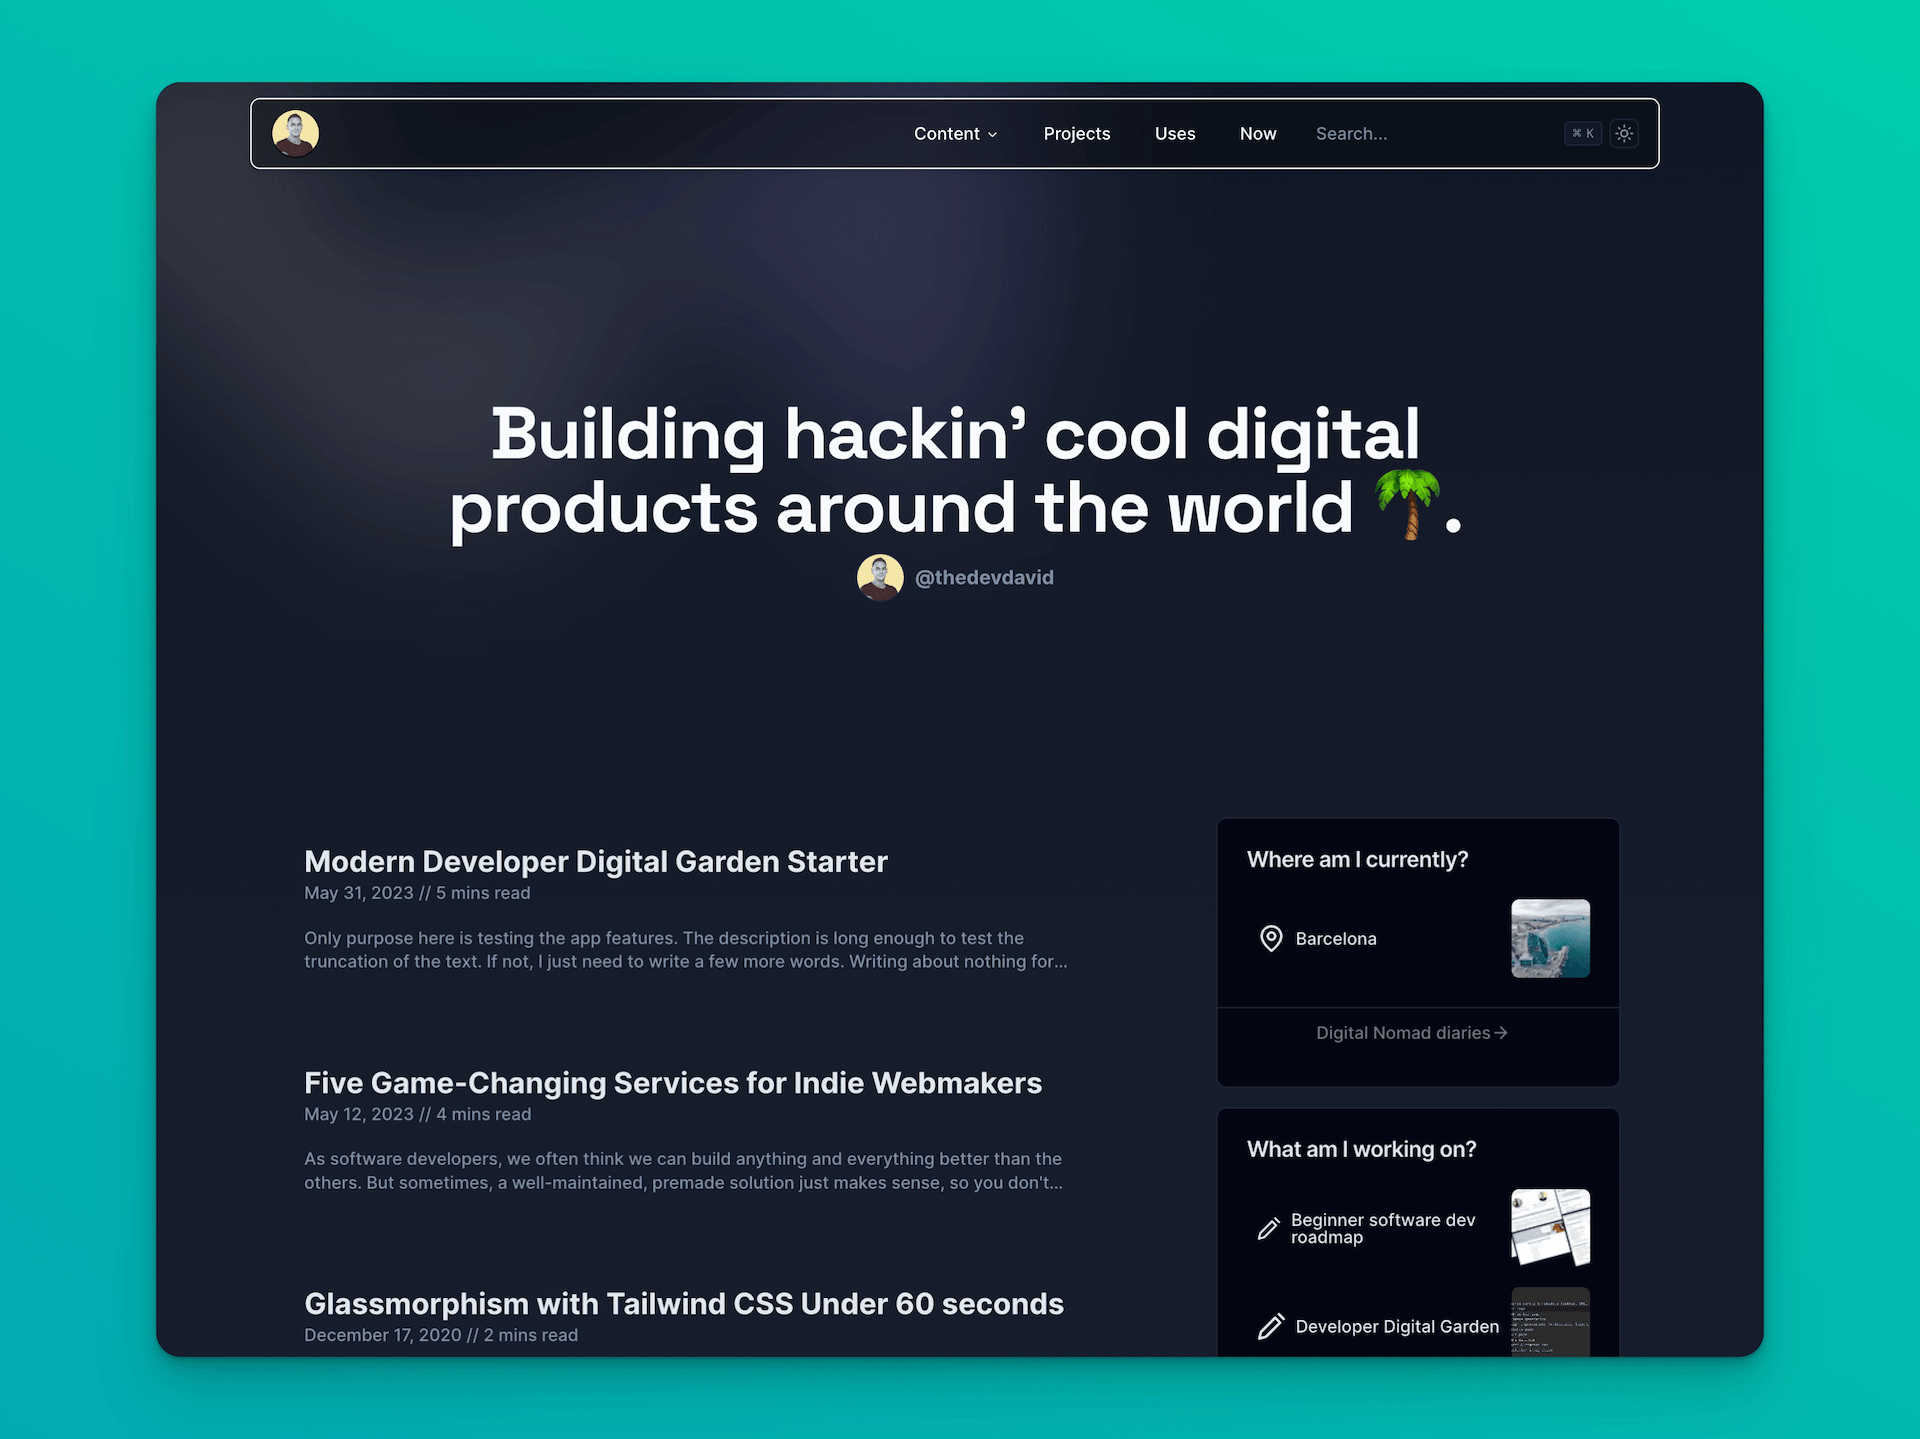 Content Projects Uses Now Search... ⌘ K
Building hackin’ cool digital
products around the world 🌴.
@thedevdavid
Modern Developer Digital Garden Starter
May 31, 2023 // 5 mins read
Only purpose here is testing the app features. The description is long enough to test the
truncation of the text. If not, I just need to write a few more words. Writing about nothing for...
Five Game-Changing Services for Indie Webmakers
May 12, 2023 // 4 mins read
As software developers, we often think we can build anything and everything better than the
others. But sometimes, a well-maintained, premade solution just makes sense, so you don't...
Glassmorphism with Tailwind CSS Under 60 seconds
December 17, 2020 // 2 mins read
Where am I currently?
Barcelona
Digital Nomad diaries→
What am I working on?
Beginner software dev
roadmap
Developer Digital Garden